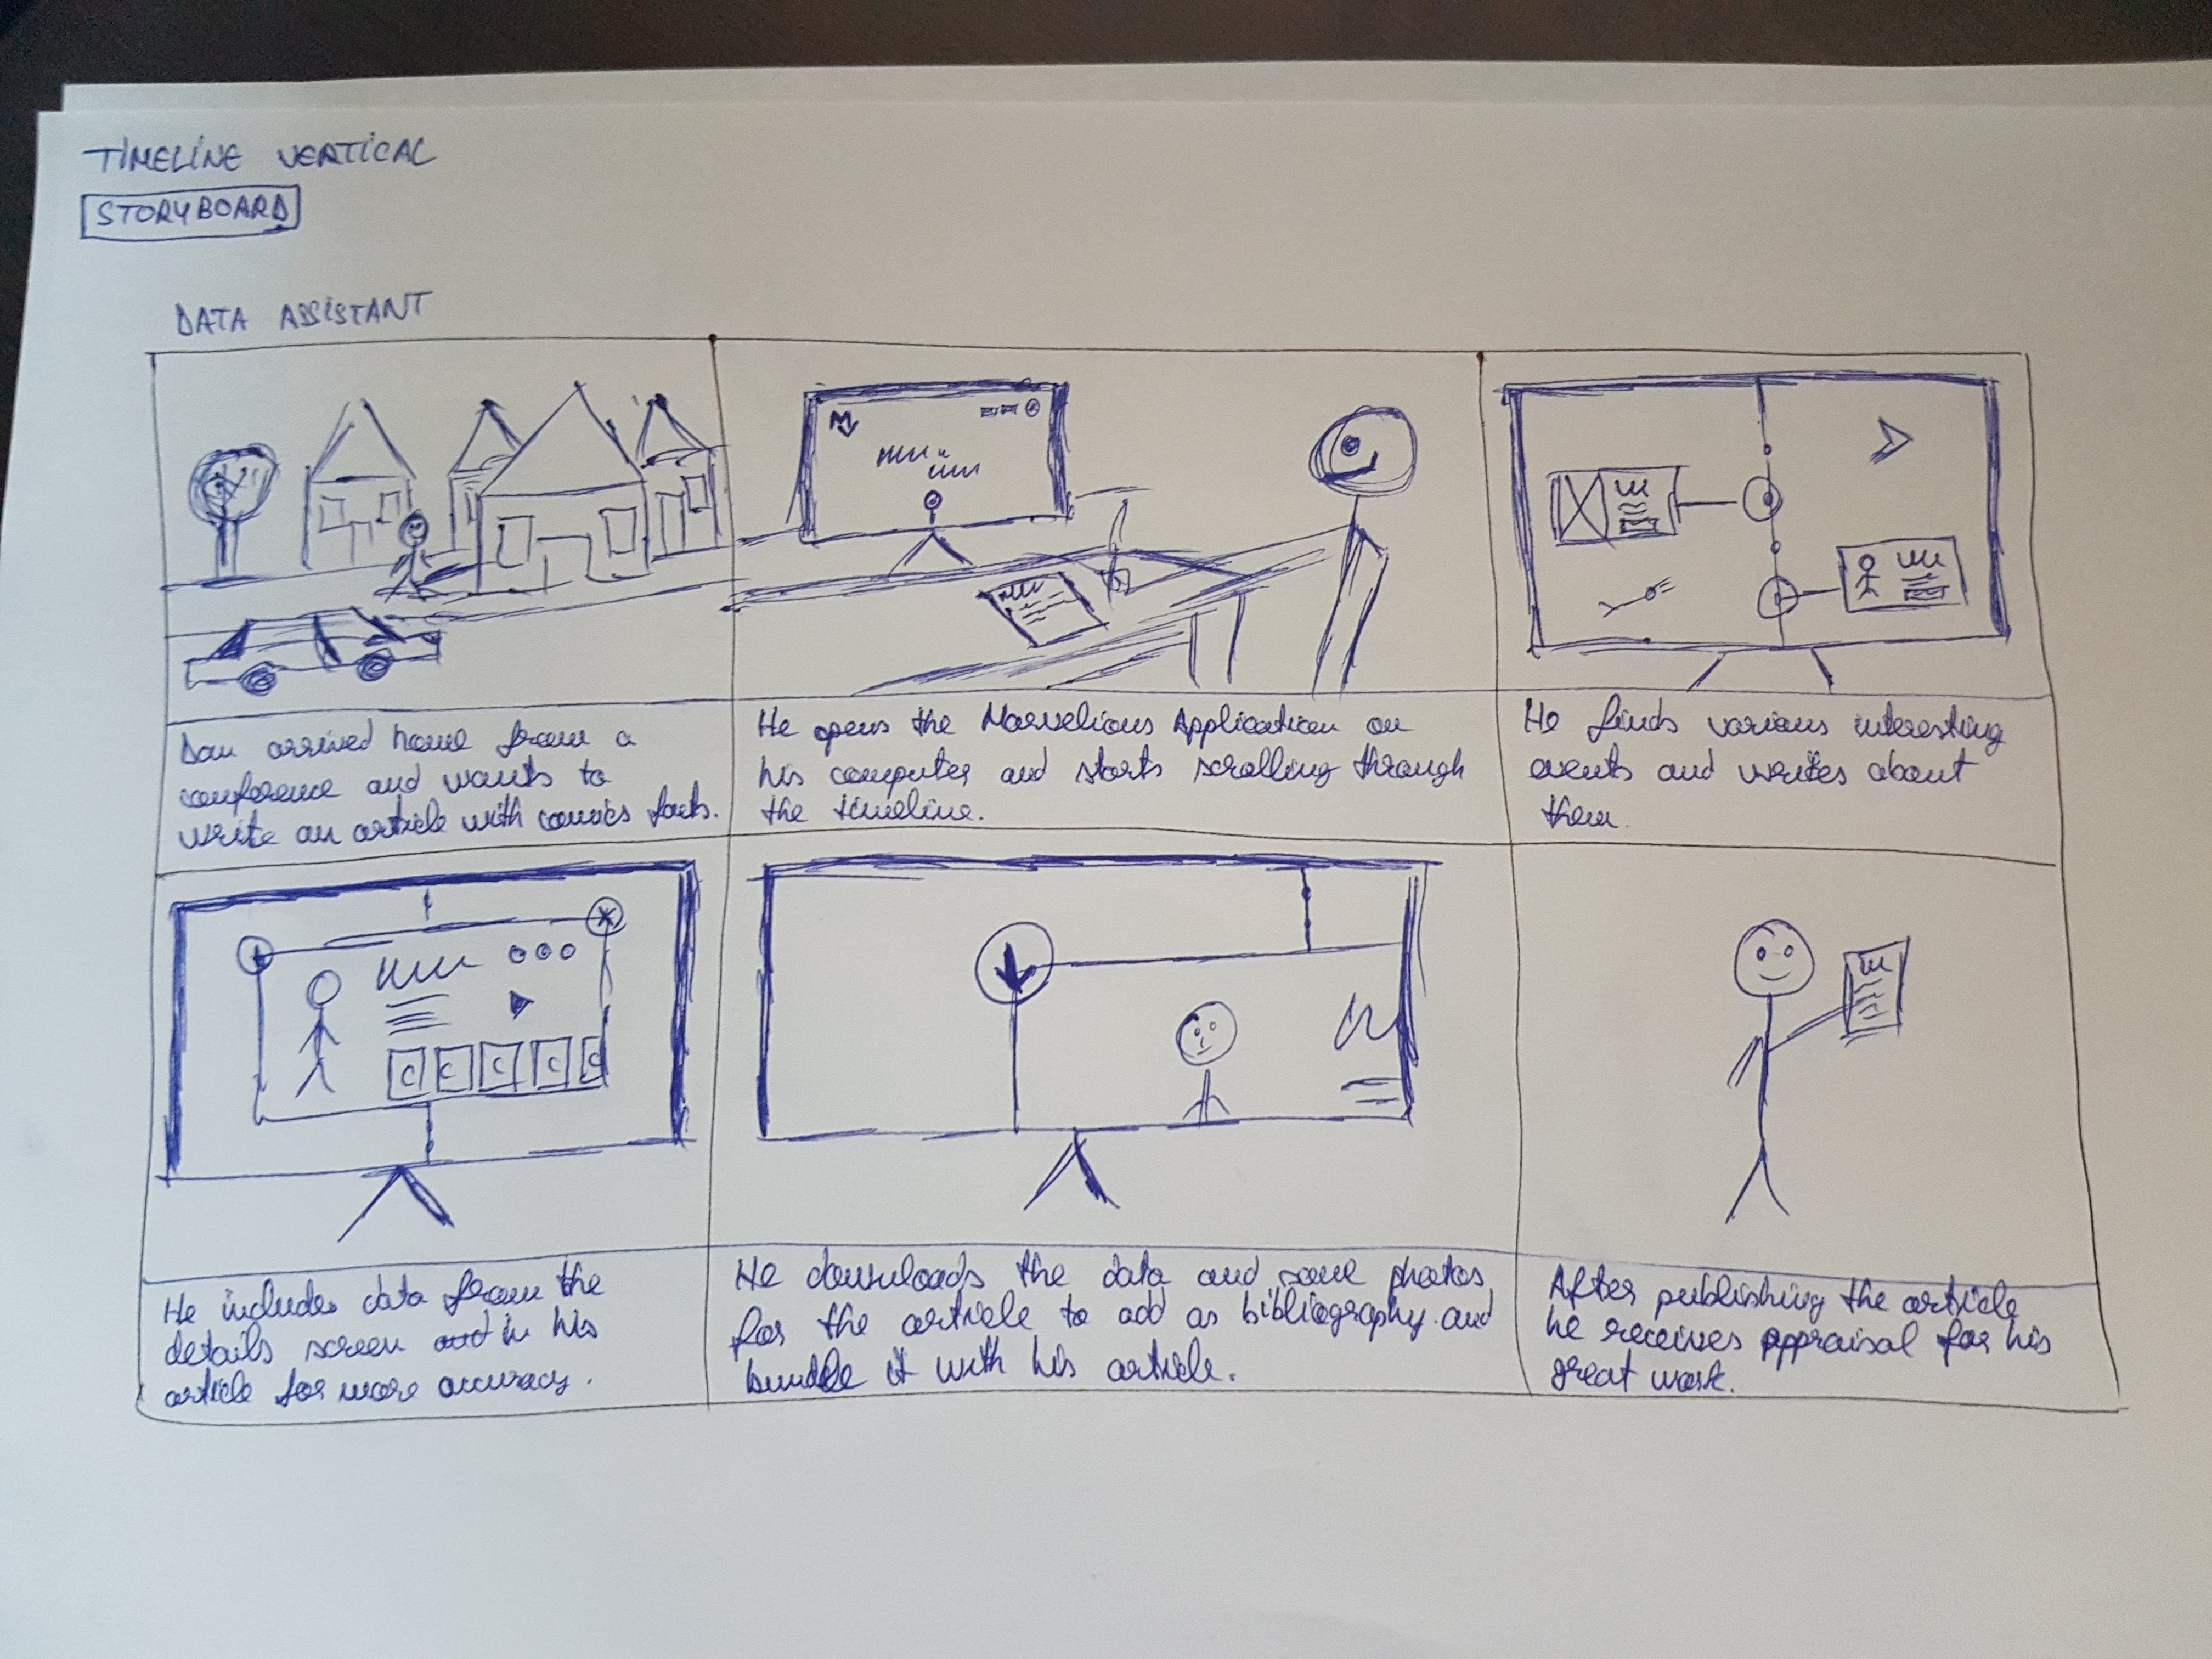 TIMELINE VERTICAL
STORYBOARD
DATA ASSISTANT
Dan arrived home from a
conference and wants to
write an article with comics facts.
He opens the Marvelious Application on
his computer and starts scrolling through
the timeline.
He finds various interesting
events and writes about
them.
He includes data from the
details screen and in his
article for more accuracy.
He downloads the data and some photos
for the article to add as bibliography and
bundle it with his article.
After publishing the article
he receives appraisal for his
great work.